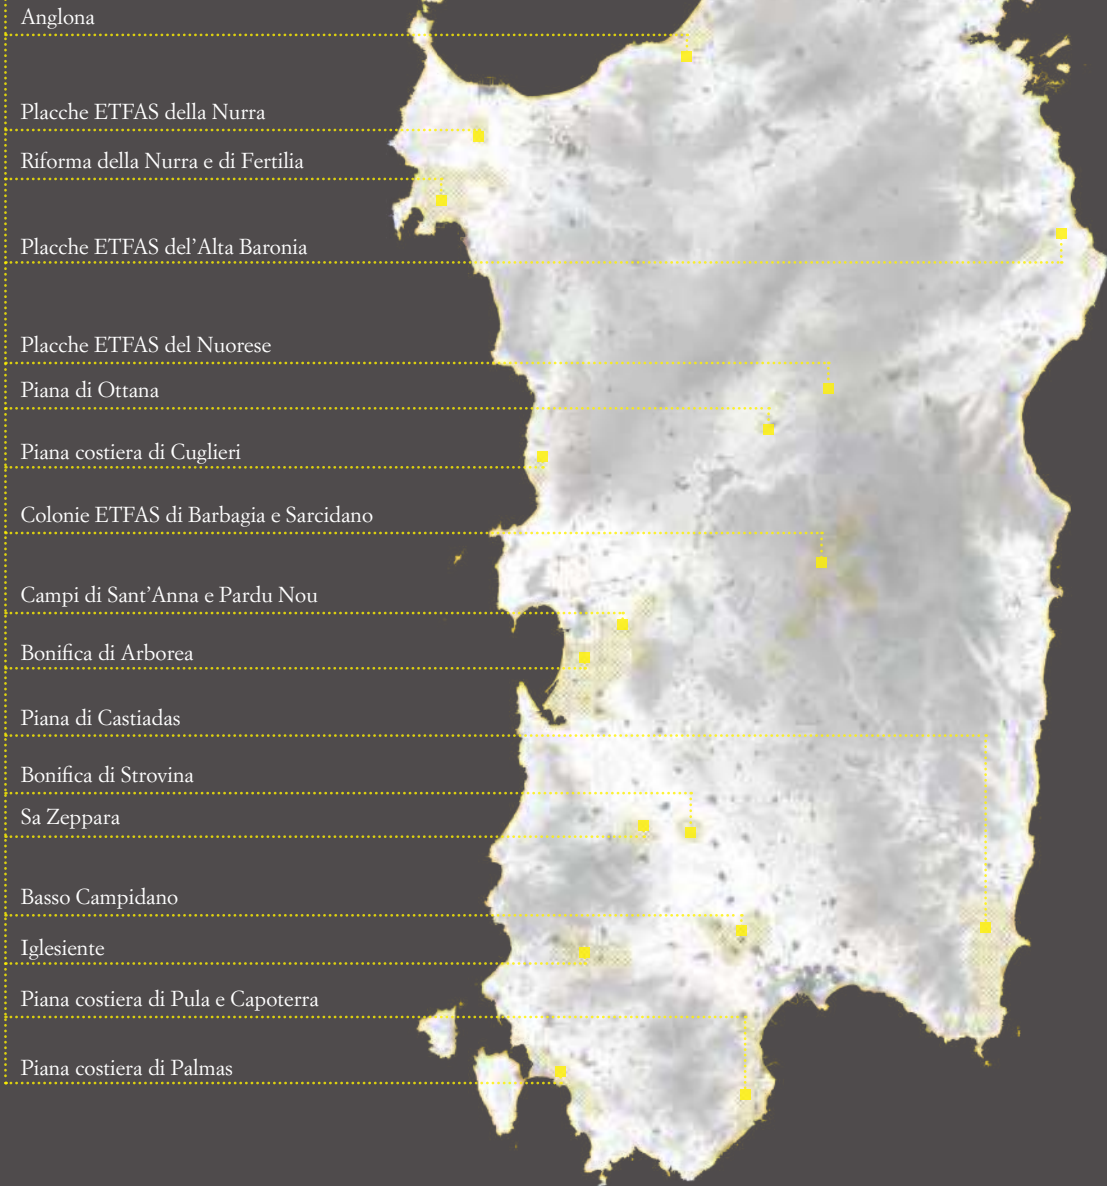 Anglona
Placche ETFAS della Nurra
Riforma della Nurra e di Fertilia
Placche ETFAS del'Alta Baronia
Placche ETFAS del Nuorese
Piana di Ottana
Piana costiera di Cuglieri
Colonie ETFAS di Barbagia e Sarcidano
Campi di Sant'Anna e Pardu Nou
Bonifica di Arborea
Piana di Castiadas
Bonifica di Strovina
Sa Zeppara
Basso Campidano
Iglesiente
Piana costiera di Pula e Capoterra
Piana costiera di Palmas